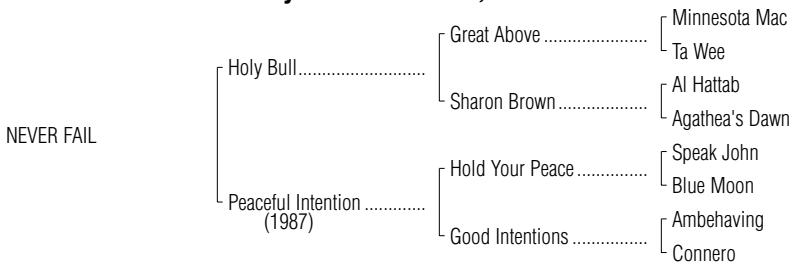 Minnesota Mac
Great Above
Ta Wee
Holy Bull
Al Hattab
Sharon Brown
Agathea's Dawn
NEVER FAIL
Speak John
Hold Your Peace
Blue Moon
Peaceful Intention
(1987)
Ambehaving
Good Intentions
Connero